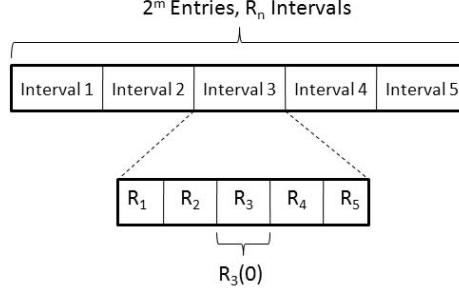 2ᵐ Entries, Rₙ Intervals
Interval 1 Interval 2 Interval 3 Interval 4 Interval 5
R₁ R₂ R₃ R₄ R₅
R₃(0)